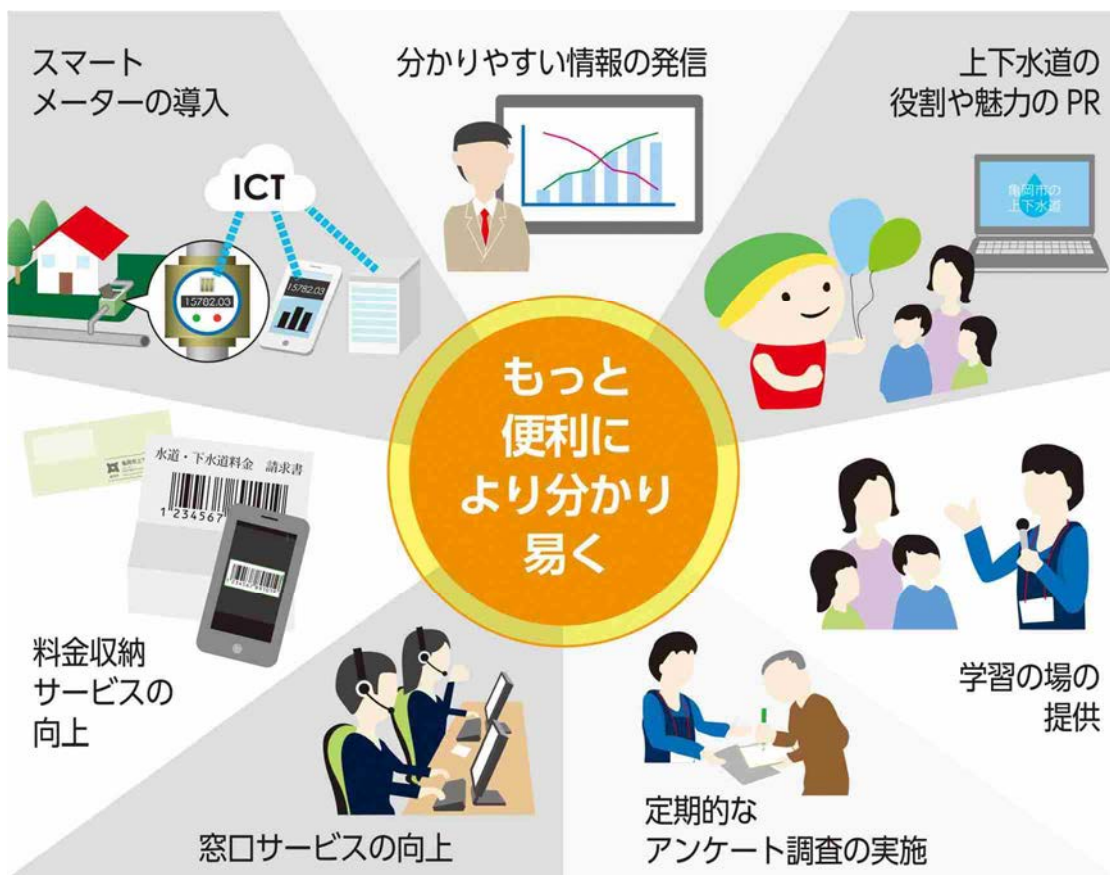 スマート
メーターの導入
分かりやすい情報の発信
上下水道の
役割や魅力の PR
ICT
15782.03
15782.03
亀岡市の
上下水道
もっと
便利に
より分かり
易く
水道・下水道料金 請求書
1 234567
料金収納
サービスの
向上
学習の場の
提供
窓口サービスの向上
定期的な
アンケート調査の実施